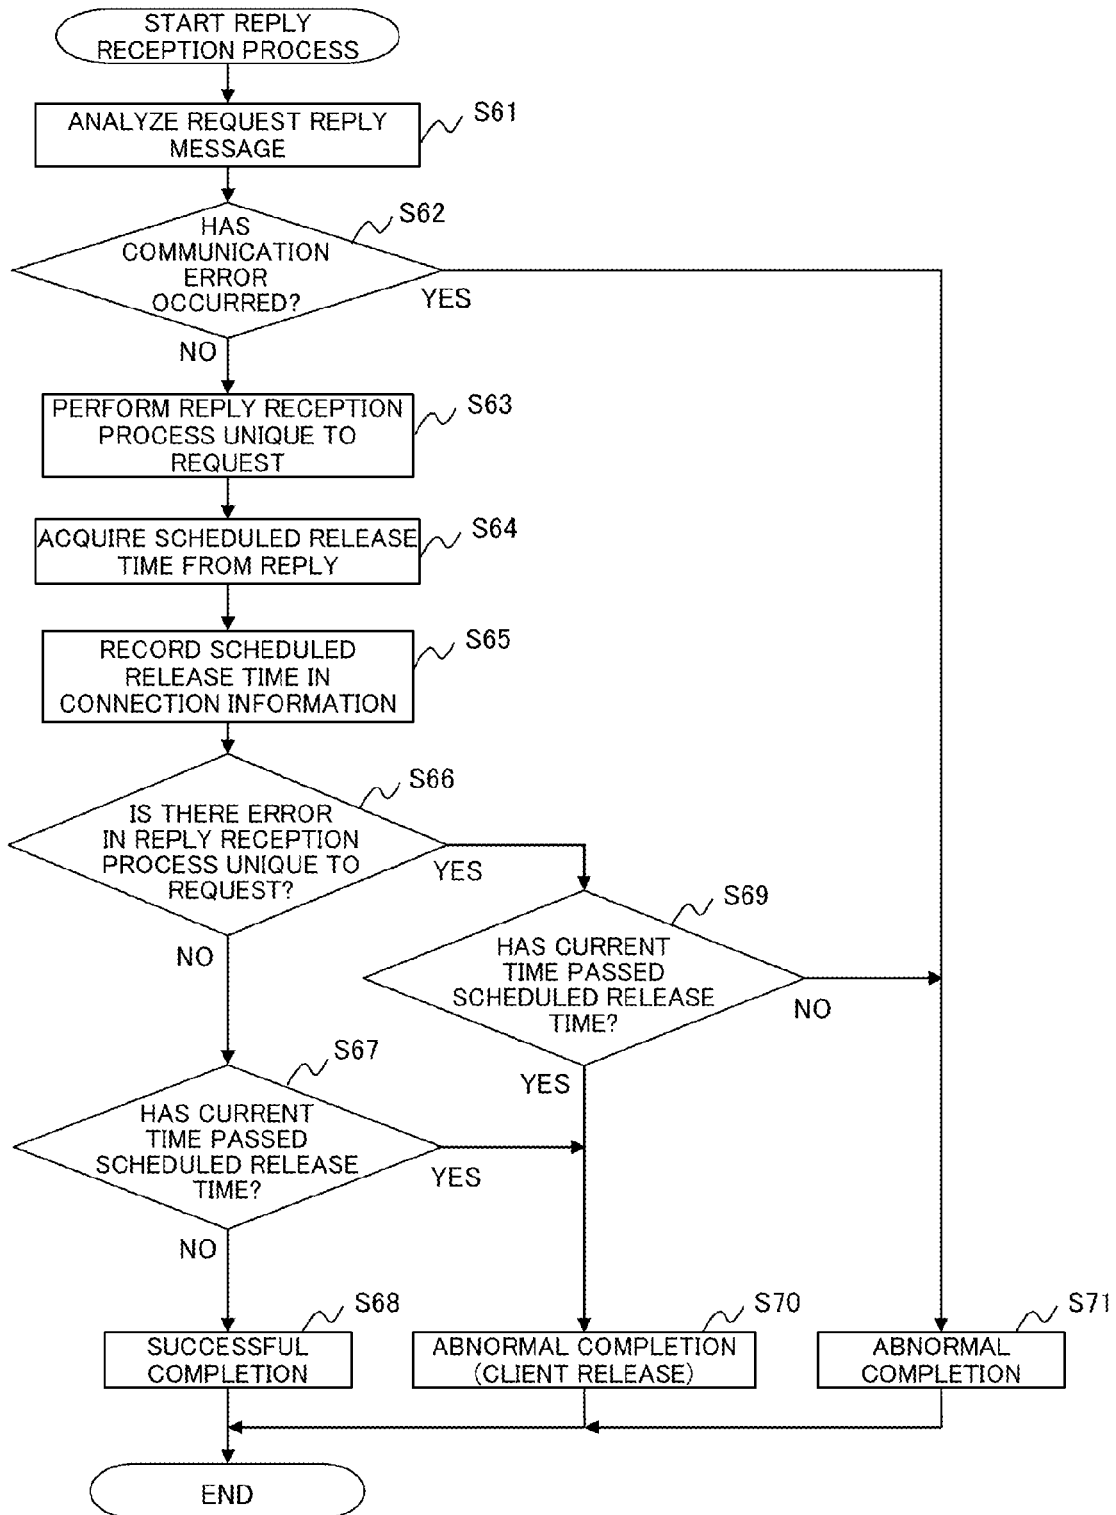 START REPLY
RECEPTION PROCESS
ANALYZE REQUEST REPLY
MESSAGE
S61
HAS
COMMUNICATION
ERROR
OCCURRED?
S62
YES
NO
PERFORM REPLY RECEPTION
PROCESS UNIQUE TO
REQUEST
S63
ACQUIRE SCHEDULED RELEASE
TIME FROM REPLY
S64
RECORD SCHEDULED
RELEASE TIME IN
CONNECTION INFORMATION
S65
IS THERE ERROR
IN REPLY RECEPTION
PROCESS UNIQUE TO
REQUEST?
S66
YES
NO
HAS CURRENT
TIME PASSED
SCHEDULED RELEASE
TIME?
S69
NO
YES
HAS CURRENT
TIME PASSED
SCHEDULED RELEASE
TIME?
S67
YES
NO
SUCCESSFUL
COMPLETION
S68
ABNORMAL COMPLETION
(CLIENT RELEASE)
S70
ABNORMAL
COMPLETION
S71
END